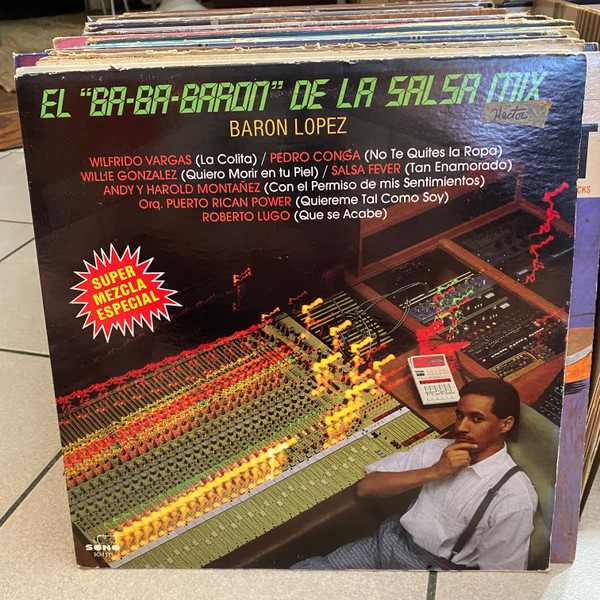 EL "BA-BA-BARON" DE LA SALSA MIX
Hector
BARON LOPEZ
WILFRIDO VARGAS (La Colita) / PEDRO CONGA (No Te Quites la Ropa)
WILLIE GONZALEZ (Quiero Morir en tu Piel) / SALSA FEVER (Tan Enamorado)
ANDY Y HAROLD MONTAÑEZ (Con el Permiso de mis Sentimientos)
Orq. PUERTO RICAN POWER (Quiereme Tal Como Soy)
ROBERTO LUGO (Que se Acabe)
SUPER
MEZCLA
ESPECIAL
SONO